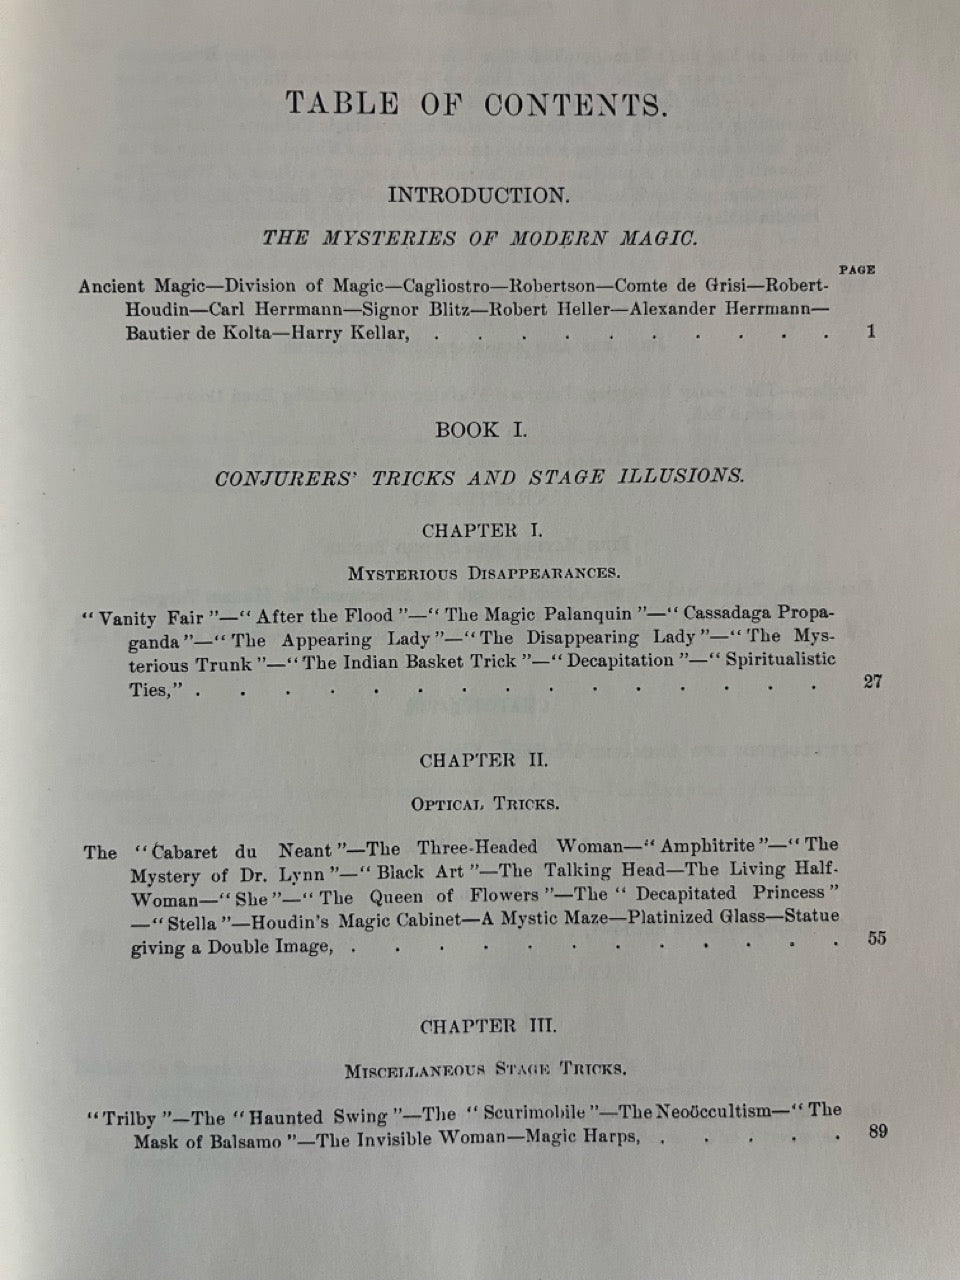 TABLE OF CONTENTS.
INTRODUCTION.
THE MYSTERIES OF MODERN MAGIC.
PAGE
Ancient Magic—Division of Magic—Cagliostro—Robertson—Comte de Grisi—Robert-
Houdin—Carl Herrmann—Signor Blitz—Robert Heller—Alexander Herrmann—
Bautier de Kolta—Harry Kellar, . . . . . . . . . . 1
BOOK I.
CONJURERS' TRICKS AND STAGE ILLUSIONS.
CHAPTER I.
MYSTERIOUS DISAPPEARANCES.
"Vanity Fair"—"After the Flood"—"The Magic Palanquin"—"Cassadaga Propa-
ganda"—"The Appearing Lady"—"The Disappearing Lady"—"The Mys-
terious Trunk"—"The Indian Basket Trick"—"Decapitation"—"Spiritualistic
Ties," . . . . . . . . . . . . . . . 27
CHAPTER II.
OPTICAL TRICKS.
The "Cabaret du Neant"—The Three-Headed Woman—"Amphitrite"—"The
Mystery of Dr. Lynn"—"Black Art"—The Talking Head—The Living Half-
Woman—"She"—"The Queen of Flowers"—The "Decapitated Princess"
—"Stella"—Houdin's Magic Cabinet—A Mystic Maze—Platinized Glass—Statue
giving a Double Image, . . . . . . . . . . . . 55
CHAPTER III.
MISCELLANEOUS STAGE TRICKS.
"Trilby"—The "Haunted Swing"—The "Scurimobile"—The Neoöccultism—"The
Mask of Balsamo"—The Invisible Woman—Magic Harps, . . . . . 89